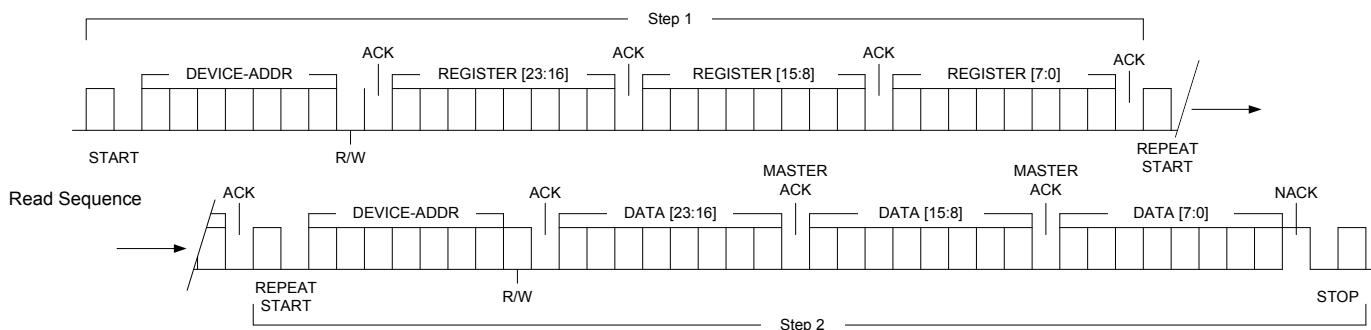 Step 1
ACK ACK ACK ACK
DEVICE-ADDR REGISTER [23:16] REGISTER [15:8] REGISTER [7:0]
START R/W REPEAT START
Read Sequence
ACK ACK MASTER ACK MASTER ACK NACK
DEVICE-ADDR DATA [23:16] DATA [15:8] DATA [7:0]
REPEAT START R/W STOP
Step 2